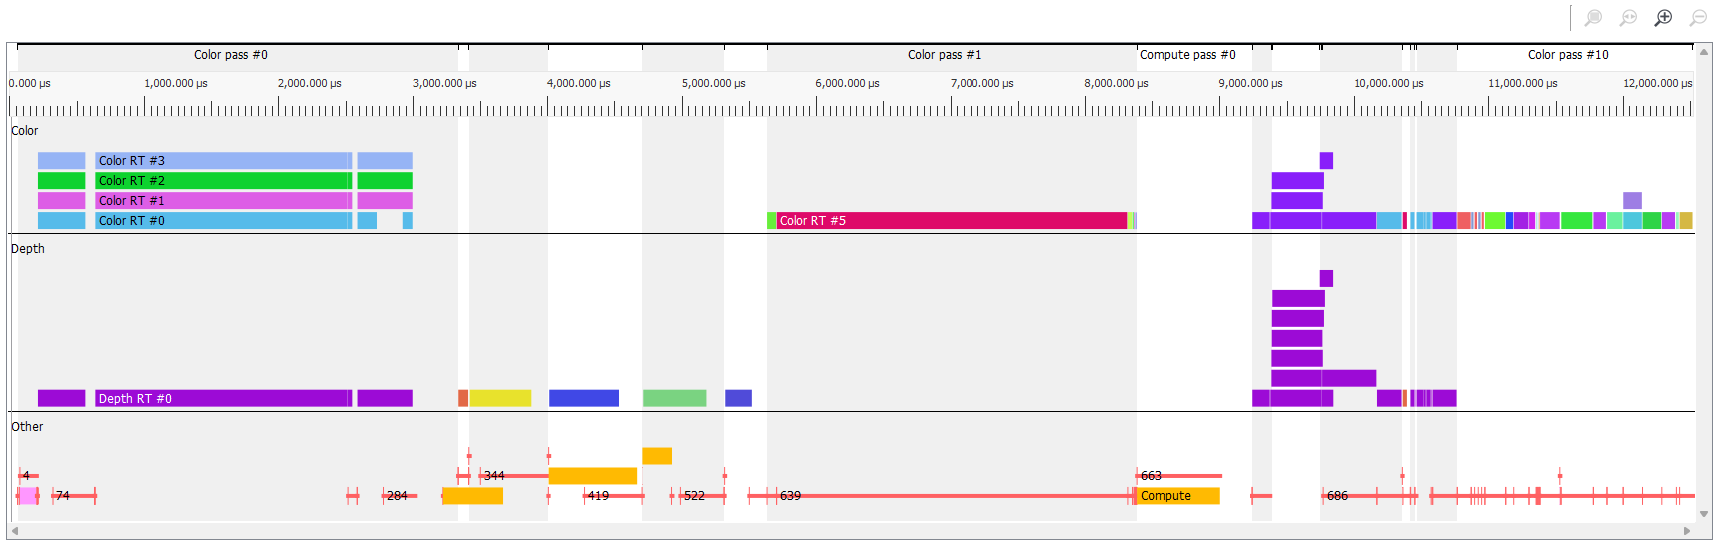 Color pass #0 Color pass #1 Compute pass #0 Color pass #10
0.000 µs 1,000.000 µs 2,000.000 µs 3,000.000 µs 4,000.000 µs 5,000.000 µs 6,000.000 µs 7,000.000 µs 8,000.000 µs 9,000.000 µs 10,000.000 µs 11,000.000 µs 12,000.000 µs
Color
Color RT #3
Color RT #2
Color RT #1
Color RT #0 Color RT #5
Depth
Depth RT #0
Other
4 344 663
74 284 419 522 639 Compute 686